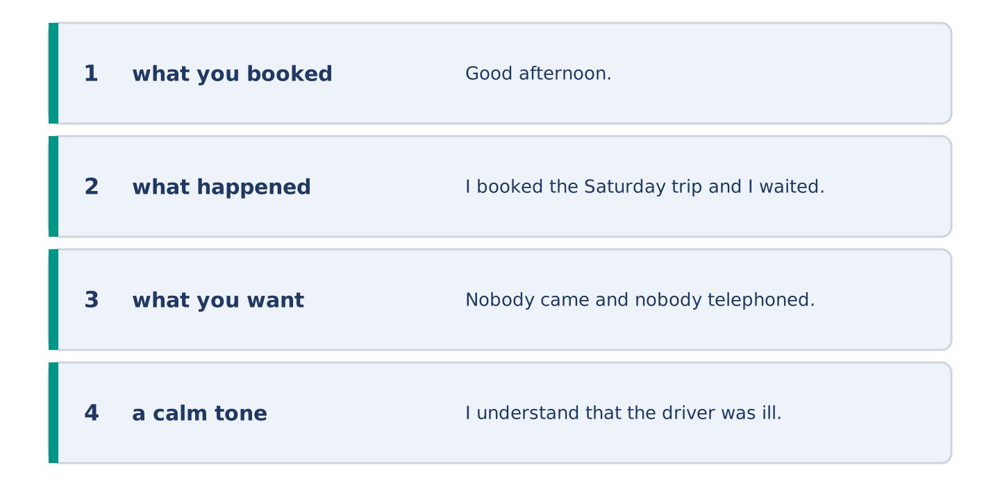 1 what you booked Good afternoon.
2 what happened I booked the Saturday trip and I waited.
3 what you want Nobody came and nobody telephoned.
4 a calm tone I understand that the driver was ill.